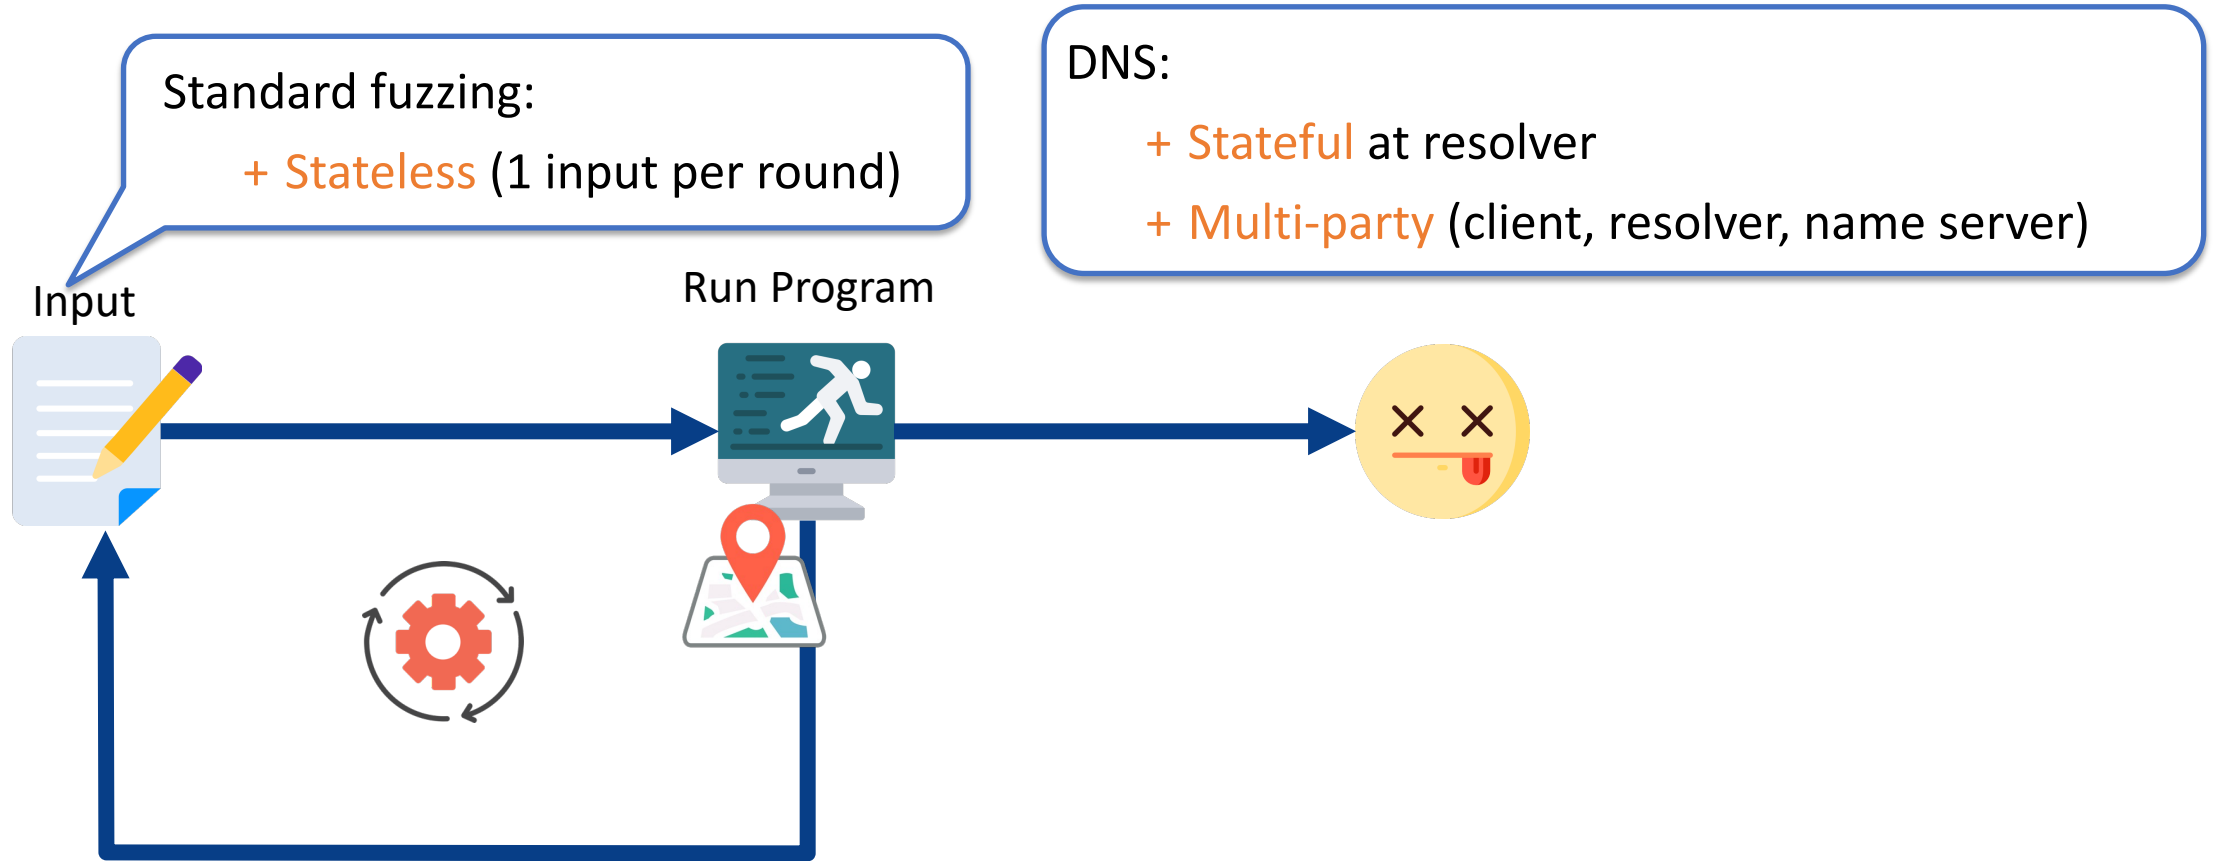 Standard fuzzing:
+ Stateless (1 input per round)
DNS:
+ Stateful at resolver
+ Multi-party (client, resolver, name server)
Input
Run Program